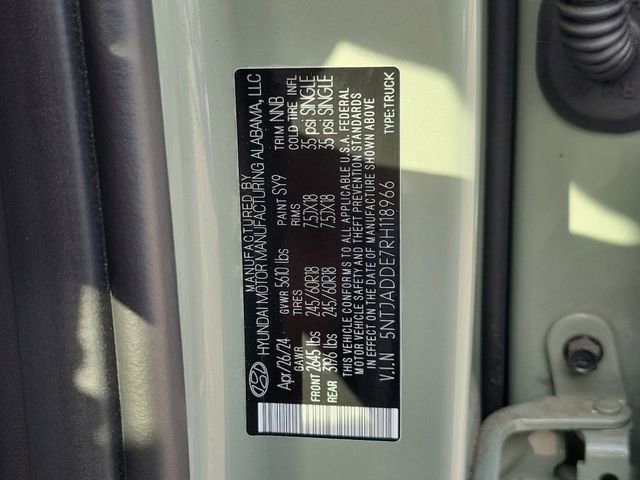 MANUFACTURED BY
HYUNDAI MOTOR MANUFACTURING ALABAMA, LLC
Apr/26/24 GVWR 5610 lbs PAINT SY9 TRIM NNB
GAWR TIRES RIMS COLD TIRE INFL
FRONT 2645 lbs 245/60R18 7.5JX18 35 psi SINGLE
REAR 3196 lbs 245/60R18 7.5JX18 35 psi SINGLE
THIS VEHICLE CONFORMS TO ALL APPLICABLE U.S.A. FEDERAL
MOTOR VEHICLE SAFETY AND THEFT PREVENTION STANDARDS
IN EFFECT ON THE DATE OF MANUFACTURE SHOWN ABOVE
V.I.N 5NTJADDE7RH118966 TYPE:TRUCK